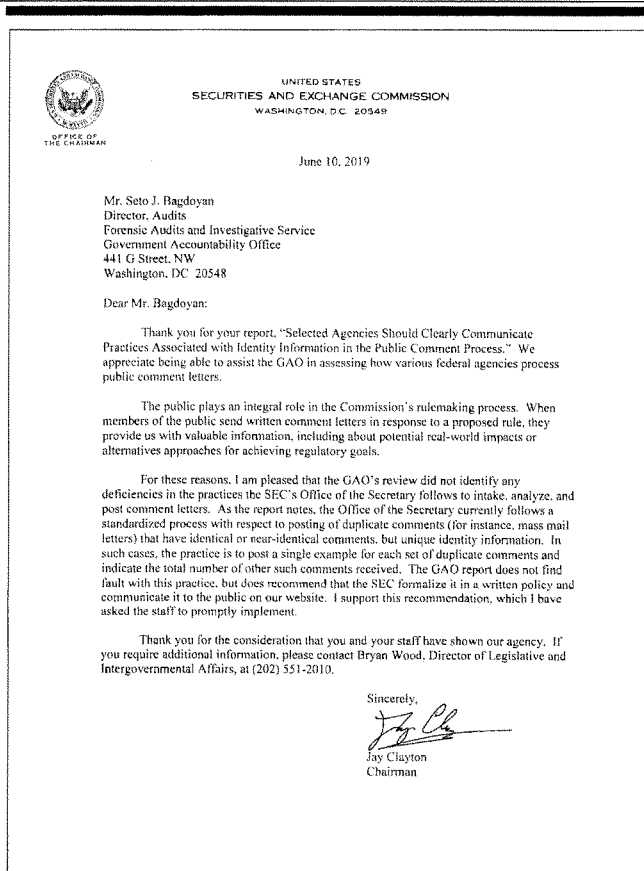 UNITED STATES
SECURITIES AND EXCHANGE COMMISSION
WASHINGTON, D.C. 20549
OFFICE OF
THE CHAIRMAN
June 10, 2019
Mr. Seto J. Bagdoyan
Director, Audits
Forensic Audits and Investigative Service
Government Accountability Office
441 G Street, NW
Washington, DC 20548
Dear Mr. Bagdoyan:
Thank you for your report, "Selected Agencies Should Clearly Communicate
Practices Associated with Identity Information in the Public Comment Process." We
appreciate being able to assist the GAO in assessing how various federal agencies process
public comment letters.
The public plays an integral role in the Commission's rulemaking process. When
members of the public send written comment letters in response to a proposed rule, they
provide us with valuable information, including about potential real-world impacts or
alternatives approaches for achieving regulatory goals.
For these reasons, I am pleased that the GAO's review did not identify any
deficiencies in the practices the SEC's Office of the Secretary follows to intake, analyze, and
post comment letters. As the report notes, the Office of the Secretary currently follows a
standardized process with respect to posting of duplicate comments (for instance, mass mail
letters) that have identical or near-identical comments, but unique identity information. In
such cases, the practice is to post a single example for each set of duplicate comments and
indicate the total number of other such comments received. The GAO report does not find
fault with this practice, but does recommend that the SEC formalize it in a written policy and
communicate it to the public on our website. I support this recommendation, which I have
asked the staff to promptly implement.
Thank you for the consideration that you and your staff have shown our agency. If
you require additional information, please contact Bryan Wood, Director of Legislative and
Intergovernmental Affairs, at (202) 551-2010.
Sincerely,
Jay Clayton
Chairman